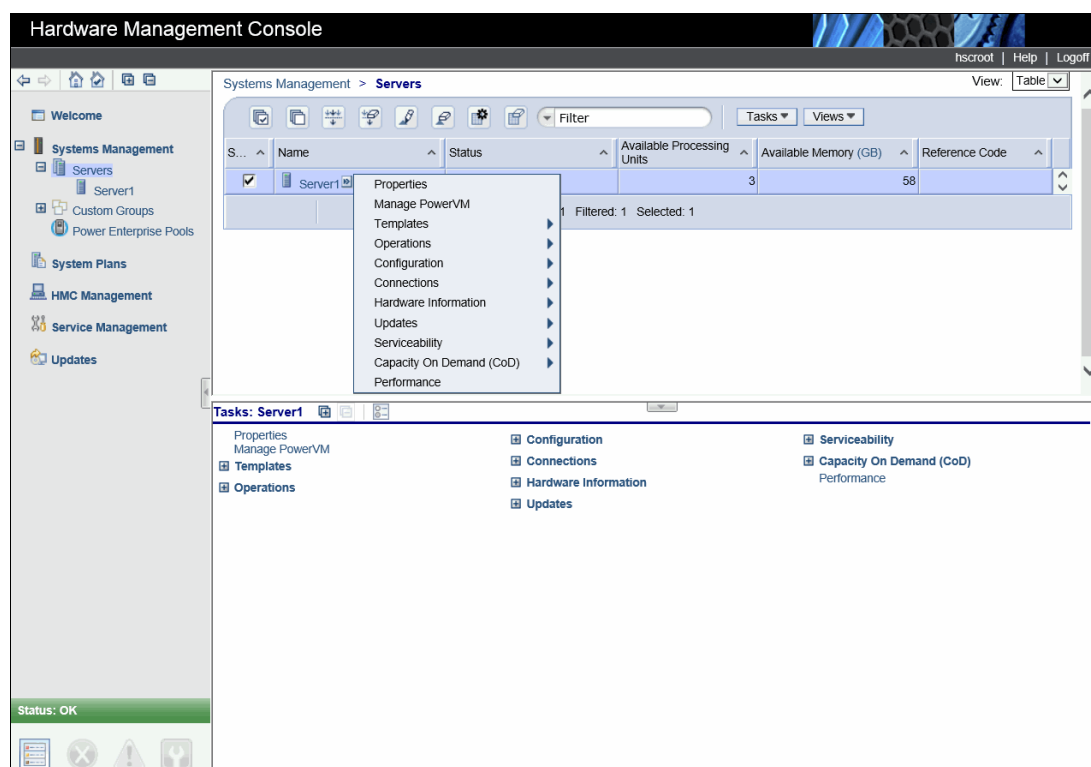 Hardware Management Console
hscroot | Help | Logoff
Systems Management > Servers
View: Table
Welcome
Systems Management
Servers
Server1
Custom Groups
Power Enterprise Pools
System Plans
HMC Management
Service Management
Updates
Filter
Tasks
Views
S... Name Status Available Processing Units Available Memory (GB) Reference Code
Server1 3 58
1 Filtered: 1 Selected: 1
Properties
Manage PowerVM
Templates
Operations
Configuration
Connections
Hardware Information
Updates
Serviceability
Capacity On Demand (CoD)
Performance
Tasks: Server1
Properties
Manage PowerVM
Templates
Operations
Configuration
Connections
Hardware Information
Updates
Serviceability
Capacity On Demand (CoD)
Performance
Status: OK